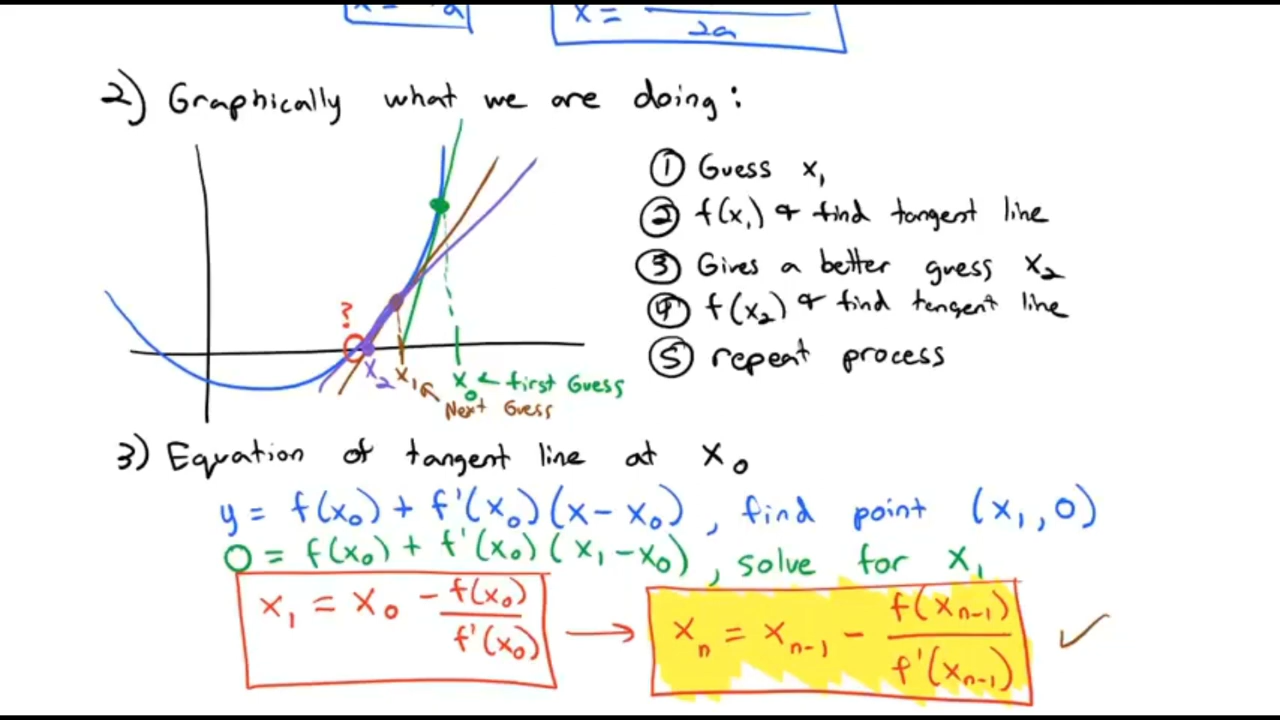 x =
a
x =
2a
2) Graphically what we are doing:
① Guess x₁
② f(x₁) & find tangent line
③ Gives a better guess x₂
④ f(x₂) & find tangent line
⑤ repeat process
?
x₂ x₁ x₀ ← first Guess
Next Guess
3) Equation of tangent line at x₀
y = f(x₀) + f'(x₀)(x - x₀), find point (x₁, 0)
0 = f(x₀) + f'(x₀)(x₁ - x₀), solve for x₁
x₁ = x₀ - f(x₀)/f'(x₀) → xₙ = xₙ₋₁ - f(xₙ₋₁)/f'(xₙ₋₁) ✓